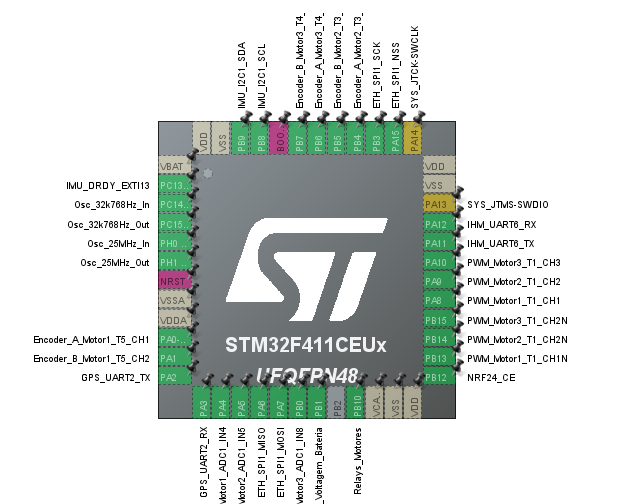 IMU_I2C1_SDA
IMU_I2C1_SCL
Encoder_B_Motor3_T4_
Encoder_A_Motor3_T4_
Encoder_B_Motor2_T3_
Encoder_A_Motor2_T3_
ETH_SPI1_SCK
ETH_SPI1_NSS
SYS_JTCK-SWCLK
VDD
VSS
PB9
PB8
BOO...
PB7
PB6
PB5
PB4
PB3
PA15
PA14
VBAT
VDD
VSS
IMU_DRDY_EXTI13
PC13...
Osc_32k768Hz_In
PC14...
PA13
SYS_JTMS-SWDIO
Osc_32k768Hz_Out
PC15...
PA12
IHM_UART6_RX
Osc_25MHz_In
PH0...
PA11
IHM_UART6_TX
Osc_25MHz_Out
PH1...
PA10
PWM_Motor3_T1_CH3
NRST
PA9
PWM_Motor2_T1_CH2
VSSA
PA8
PWM_Motor1_T1_CH1
VDDA
PB15
PWM_Motor3_T1_CH2N
Encoder_A_Motor1_T5_CH1
PA0-...
PB14
PWM_Motor2_T1_CH2N
Encoder_B_Motor1_T5_CH2
PA1
PB13
PWM_Motor1_T1_CH1N
GPS_UART2_TX
PA2
PB12
NRF24_CE
ST
STM32F411CEUx
UFQFPN48
PA3
PA4
PA5
PA6
PA7
PB0
PB1
PB2
PB10
VCA...
VSS
VDD
GPS_UART2_RX
Motor1_ADC1_IN4
Motor2_ADC1_IN5
ETH_SPI1_MISO
ETH_SPI1_MOSI
Motor3_ADC1_IN8
_Voltagem_Bateria
Relays_Motores